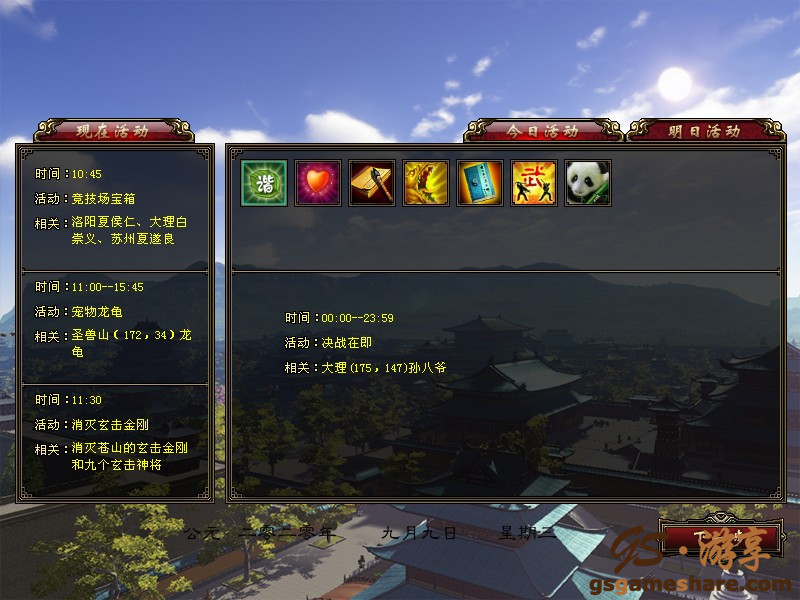 现在活动
今日活动
明日活动
时间：10:45
活动：竞技场宝箱
相关：洛阳夏侯仁、大理白
崇义、苏州夏遂良
时间：11:00--15:45
活动：宠物龙龟
相关：圣兽山（172，34）龙
龟
时间：11:30
活动：消灭玄击金刚
相关：消灭苍山的玄击金刚
和九个玄击神将
谐
武
时间：00:00--23:59
活动：决战在即
相关：大理(175，147)孙八爷
公元 二零二零年 九月九日 星期三
下
GS·游享
gsgameshare.com